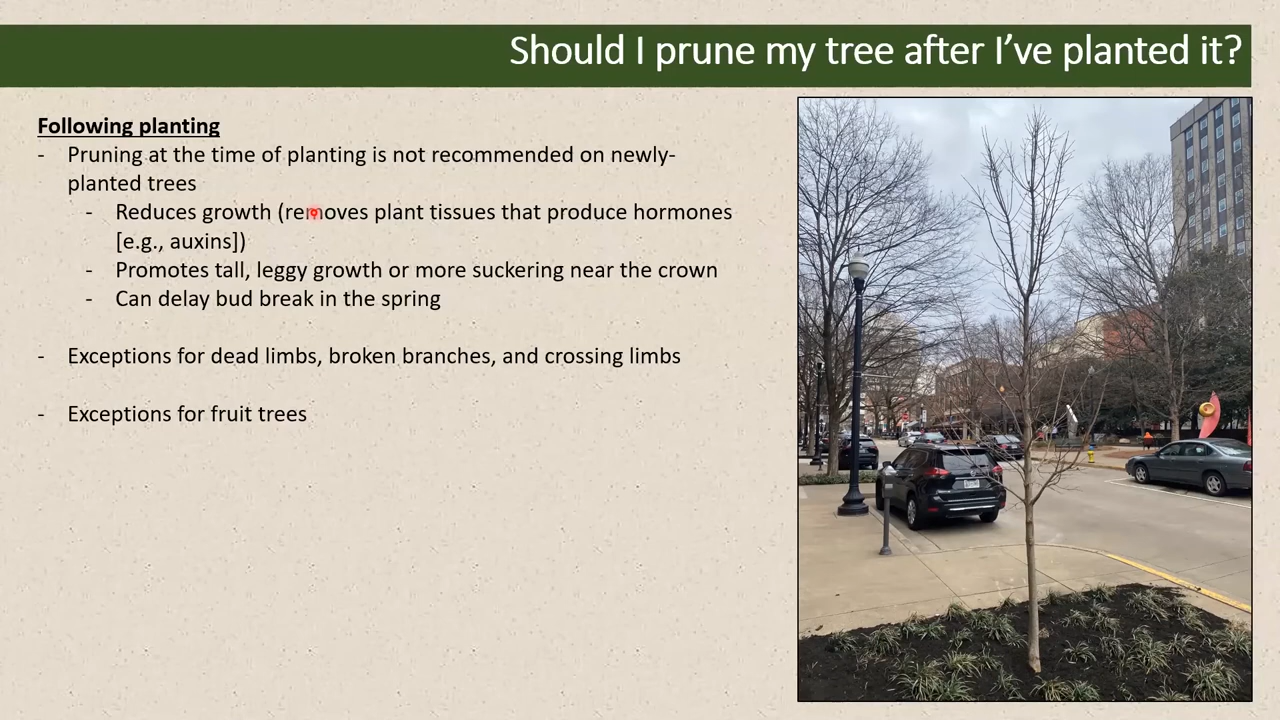 Should I prune my tree after I've planted it?
Following planting
- Pruning at the time of planting is not recommended on newly-
planted trees
- Reduces growth (removes plant tissues that produce hormones
[e.g., auxins])
- Promotes tall, leggy growth or more suckering near the crown
- Can delay bud break in the spring
- Exceptions for dead limbs, broken branches, and crossing limbs
- Exceptions for fruit trees